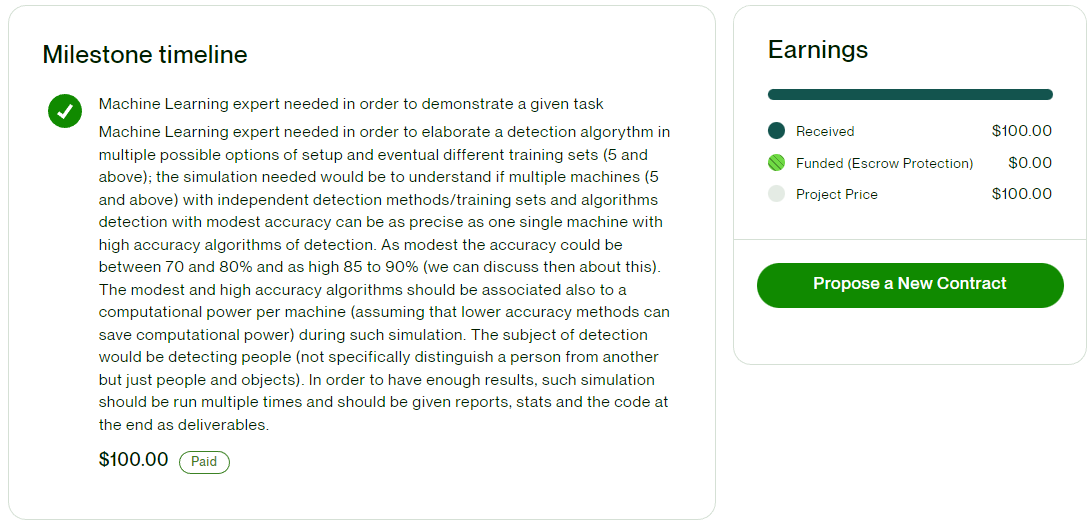 Milestone timeline
Machine Learning expert needed in order to demonstrate a given task
Machine Learning expert needed in order to elaborate a detection algorythm in
multiple possible options of setup and eventual different training sets (5 and
above); the simulation needed would be to understand if multiple machines (5
and above) with independent detection methods/training sets and algorithms
detection with modest accuracy can be as precise as one single machine with
high accuracy algorithms of detection. As modest the accuracy could be
between 70 and 80% and as high 85 to 90% (we can discuss then about this).
The modest and high accuracy algorithms should be associated also to a
computational power per machine (assuming that lower accuracy methods can
save computational power) during such simulation. The subject of detection
would be detecting people (not specifically distinguish a person from another
but just people and objects). In order to have enough results, such simulation
should be run multiple times and should be given reports, stats and the code at
the end as deliverables.
$100.00 Paid
Earnings
Received $100.00
Funded (Escrow Protection) $0.00
Project Price $100.00
Propose a New Contract